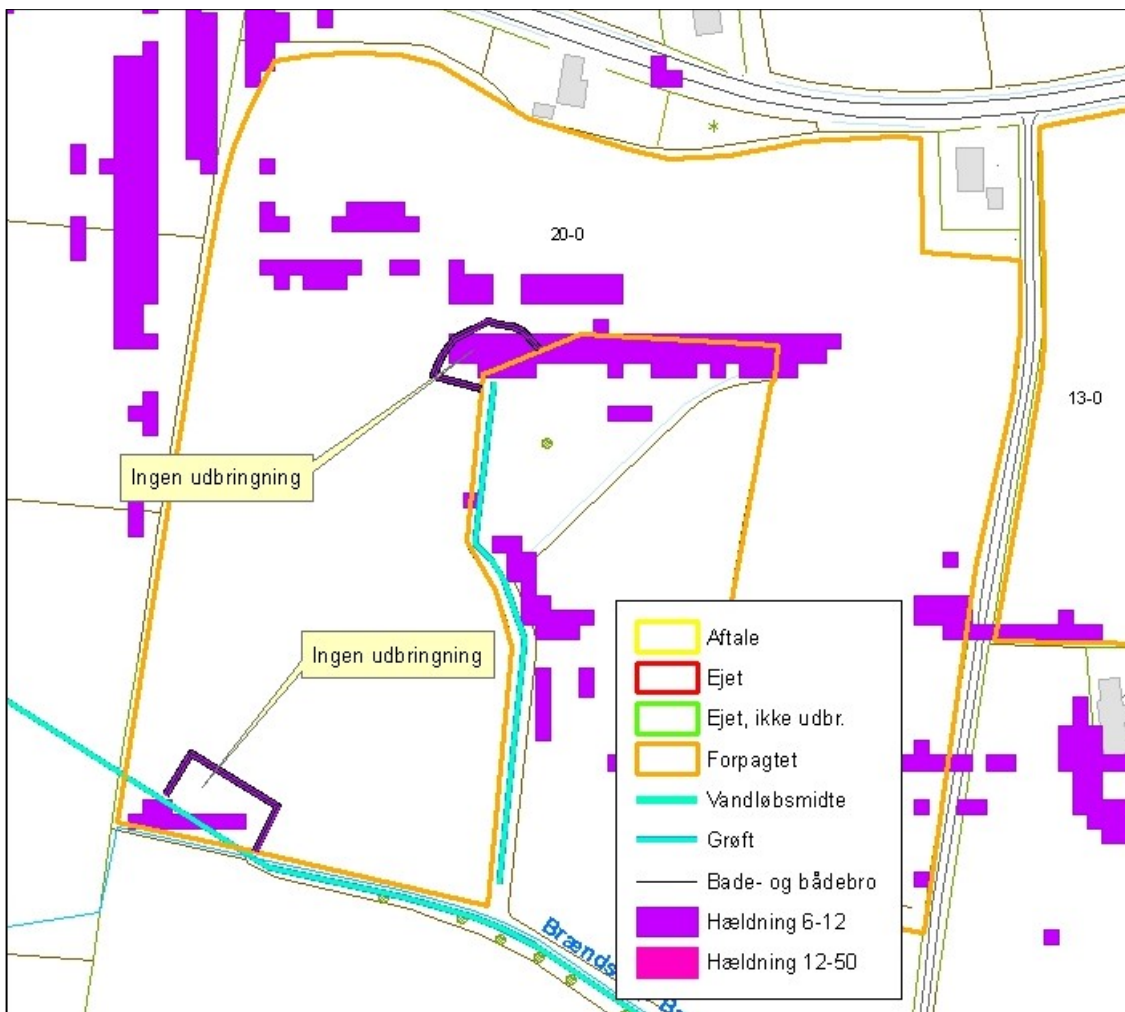 20-0
13-0
Ingen udbringning
Ingen udbringning
Aftale
Ejet
Ejet, ikke udbr.
Forpagtet
Vandløbsmidte
Grøft
Bade- og bådebro
Hældning 6-12
Hældning 12-50
Brænds